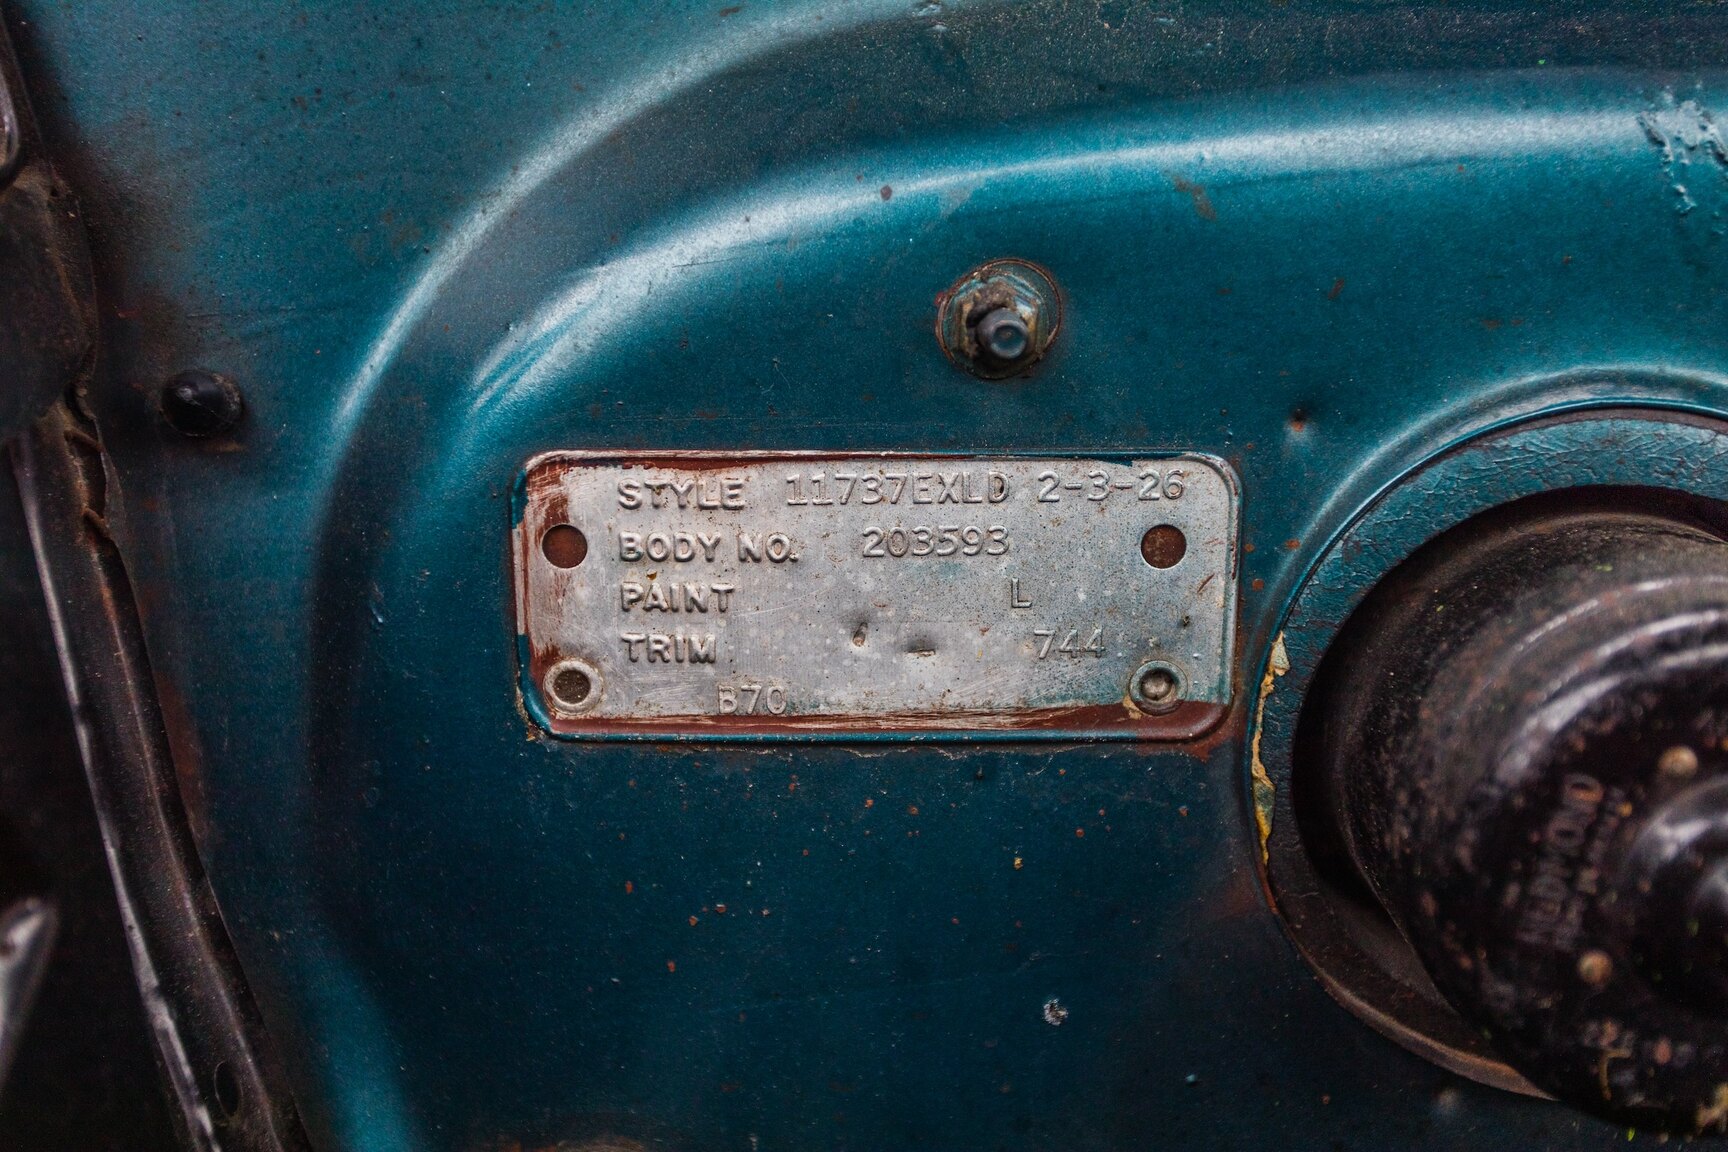 STYLE 11737EXLD 2-3-26
BODY NO. 203593
PAINT L
TRIM 744
B70